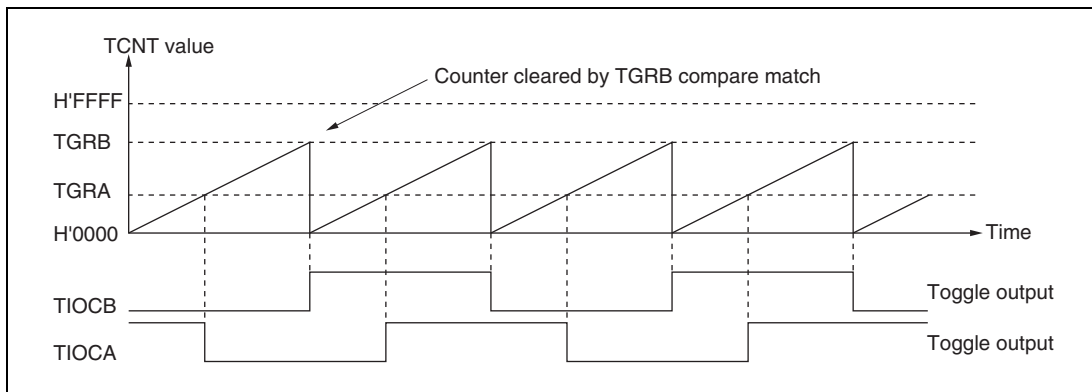 TCNT value
Counter cleared by TGRB compare match
H'FFFF
TGRB
TGRA
H'0000
Time
TIOCB
Toggle output
TIOCA
Toggle output